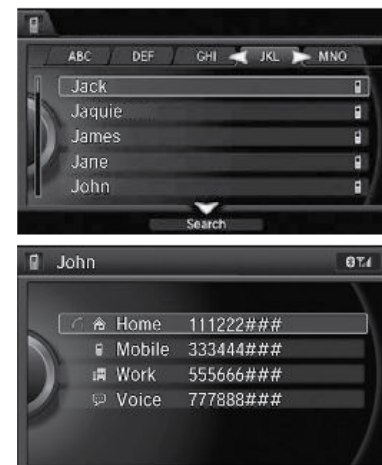 ABC DEF GHI JKL MNO
Jack
Jaquie
James
Jane
John
Search
John
Home 111222###
Mobile 333444###
Work 555666###
Voice 777888###